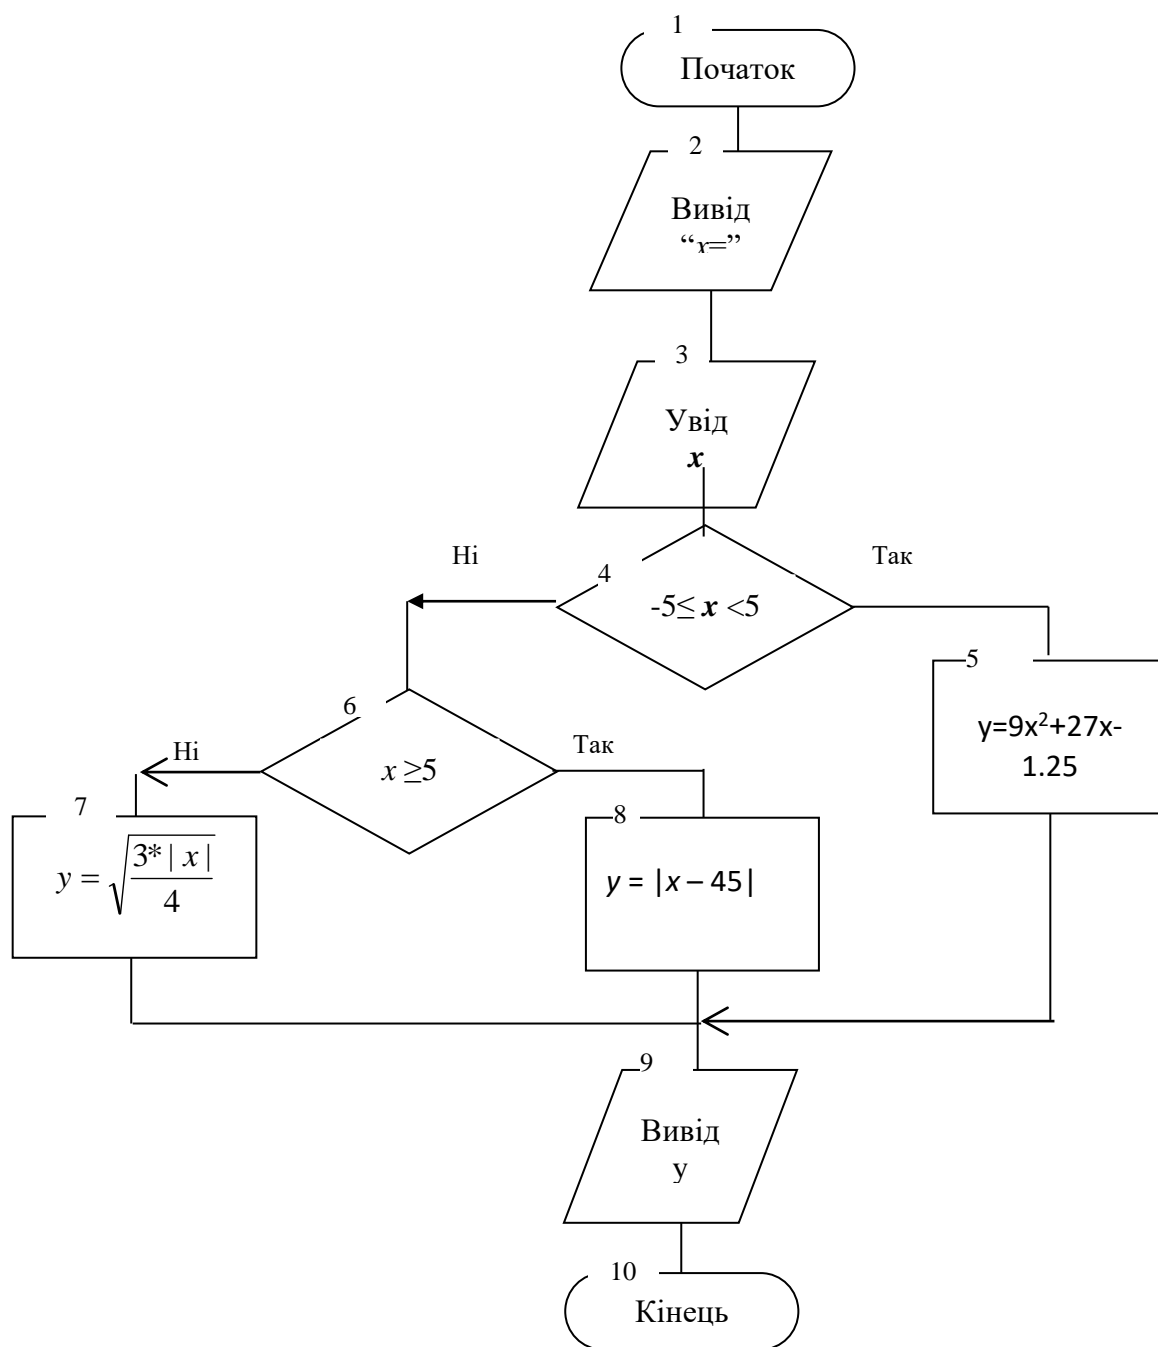 1
Початок
2
Вивід
“x=”
3
Увід
x
Ні
Так
4
-5≤ x <5
5
y=9x²+27x-
1.25
6
Ні
Так
x ≥5
7
y = √(3* | x | / 4)
8
y = |x – 45|
9
Вивід
y
10
Кінець